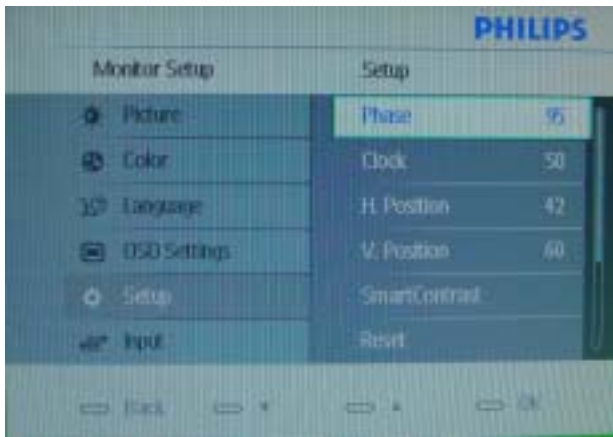 PHILIPS
Monitor Setup
Setup
Picture
Color
Language
OSD Settings
Setup
Input
Phase 95
Clock 50
H. Position 42
V. Position 60
SmartContrast
Reset
Back
OK